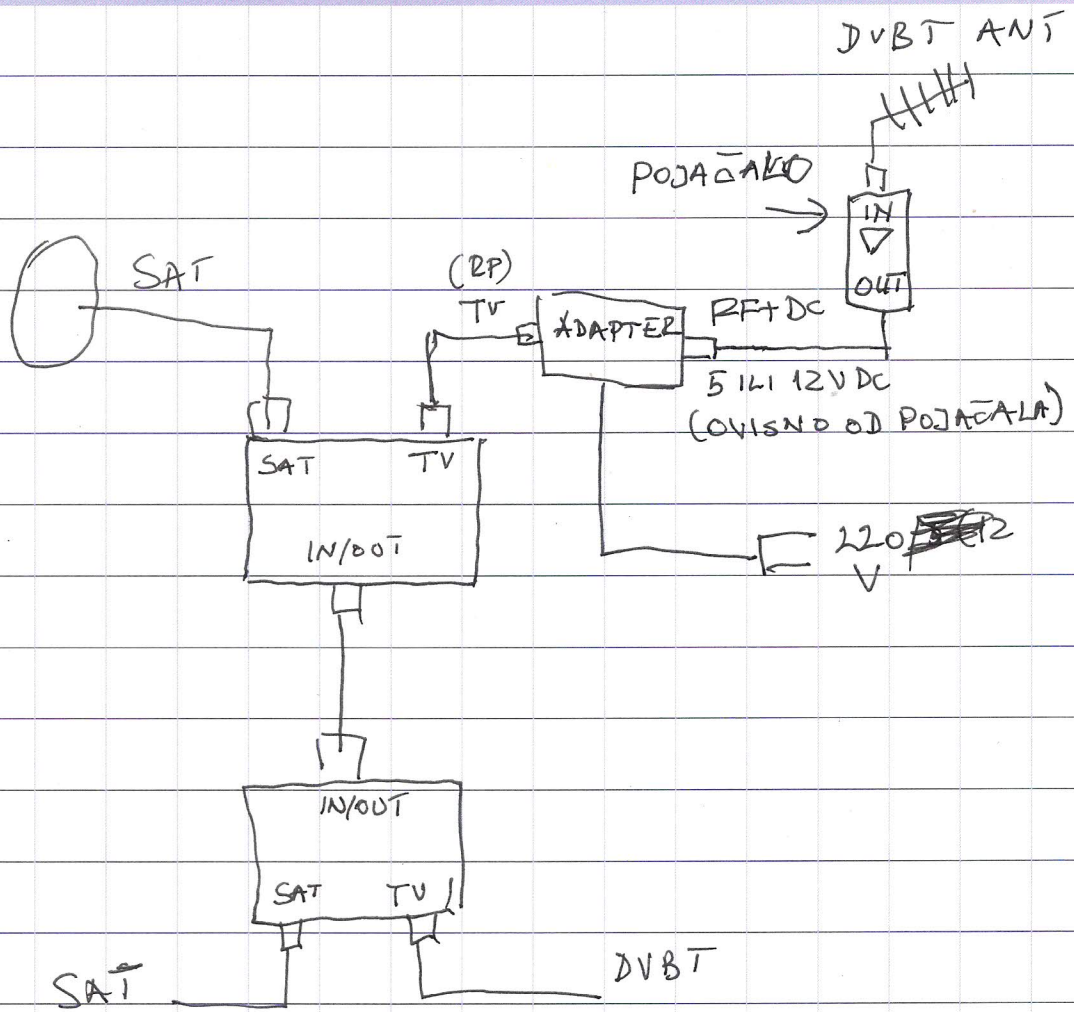 DVBT ANT
POJAČALO
IN
OUT
SAT
(RF)
TV
ADAPTER
RF+DC
5 ILI 12V DC
(OVISNO OD POJAČALA)
SAT TV
IN/OUT
220
V
IN/OUT
SAT TV
SAT
DVBT